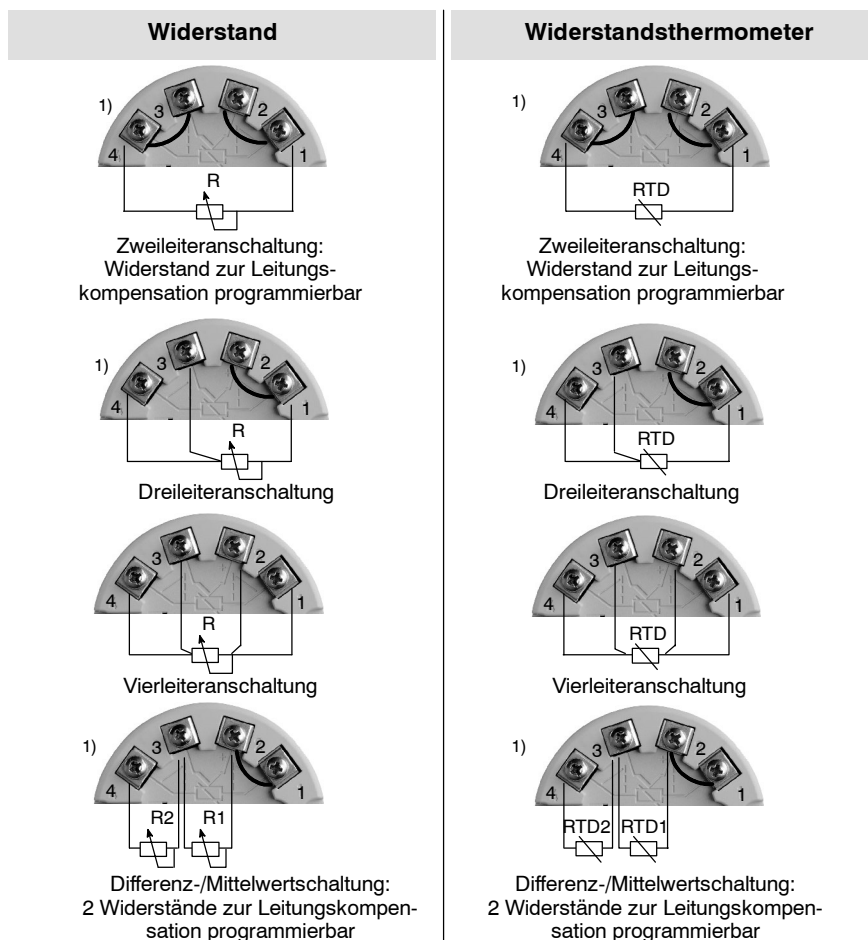 Widerstand
1)
3
2
4
1
R
Zweileiteranschaltung:
Widerstand zur Leitungs-
kompensation programmierbar
1)
3
2
4
1
R
Dreileiteranschaltung
3
2
4
1
R
Vierleiteranschaltung
1)
3
2
4
1
R2
R1
Differenz-/Mittelwertschaltung:
2 Widerstände zur Leitungskompen-
sation programmierbar
Widerstandsthermometer
1)
3
2
4
1
RTD
Zweileiteranschaltung:
Widerstand zur Leitungs-
kompensation programmierbar
1)
3
2
4
1
RTD
Dreileiteranschaltung
3
2
4
1
RTD
Vierleiteranschaltung
1)
3
2
4
1
RTD2
RTD1
Differenz-/Mittelwertschaltung:
2 Widerstände zur Leitungskompen-
sation programmierbar